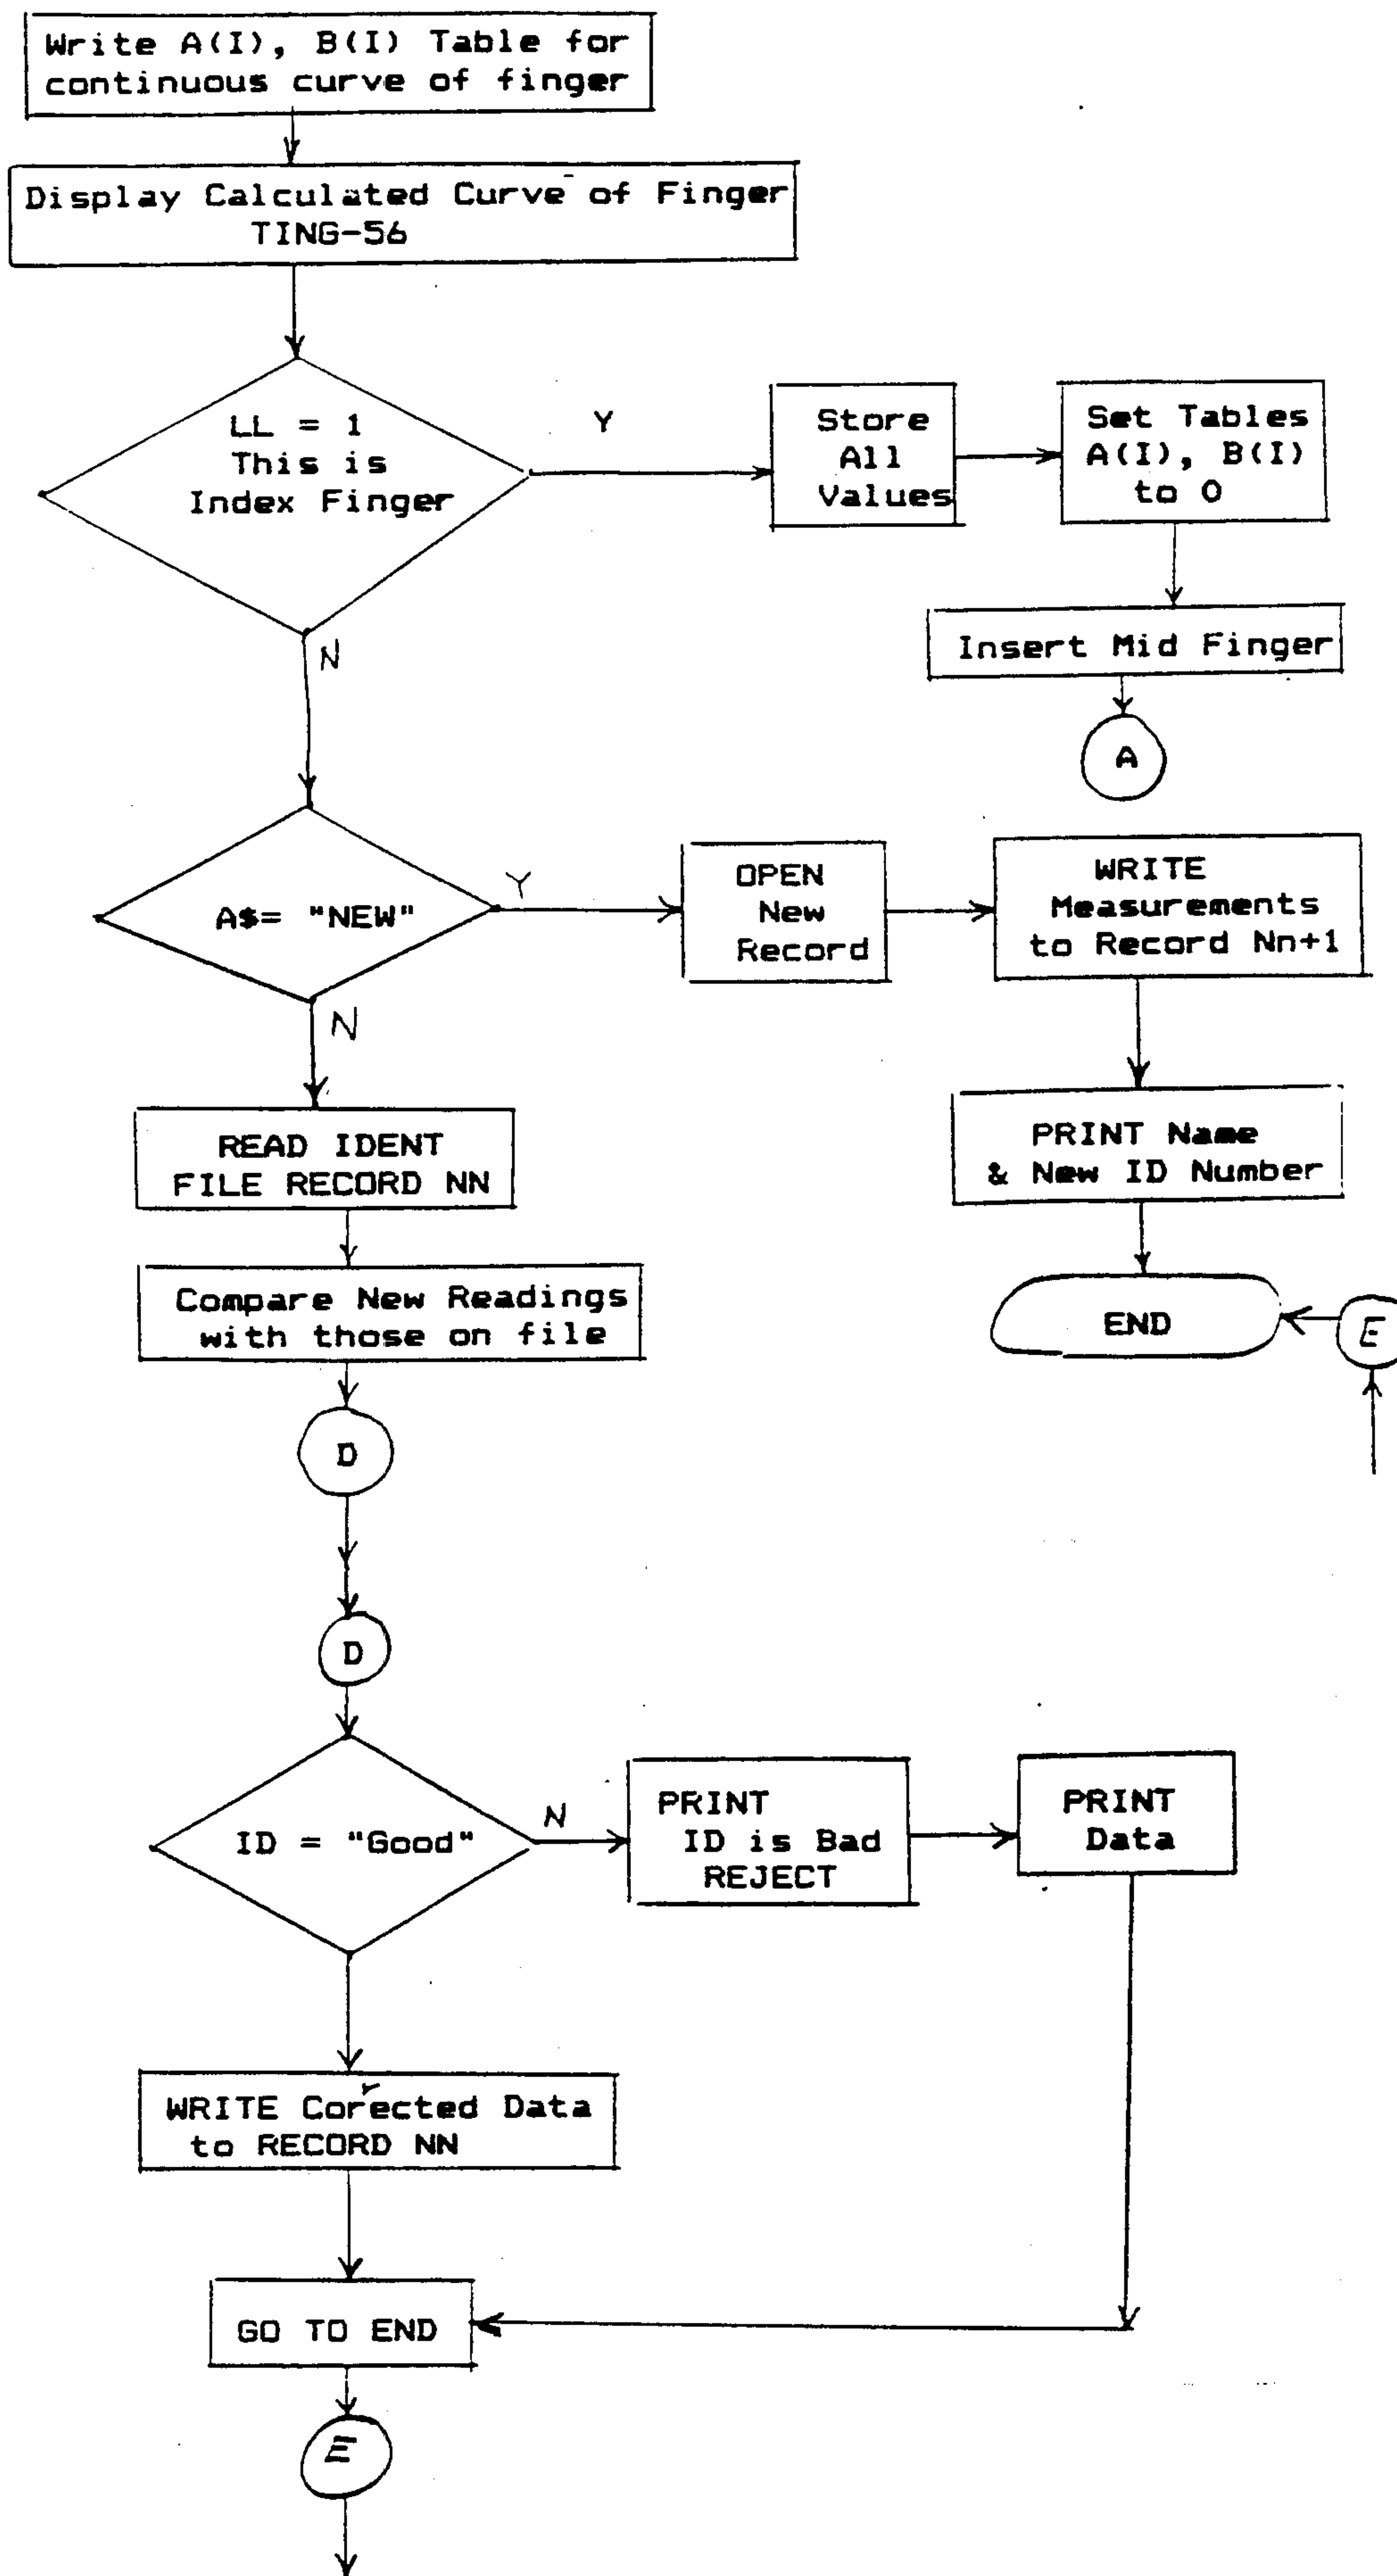 Write A(I), B(I) Table for
continuous curve of finger
Display Calculated Curve of Finger
TING-56
LL = 1
This is
Index Finger
Y
Store
All
Values
Set Tables
A(I), B(I)
to 0
N
Insert Mid Finger
A
A$= "NEW"
Y
OPEN
New
Record
WRITE
Measurements
to Record Nn+1
N
READ IDENT
FILE RECORD NN
PRINT Name
& New ID Number
Compare New Readings
with those on file
END
E
D
D
ID = "Good"
N
PRINT
ID is Bad
REJECT
PRINT
Data
r
WRITE Corected Data
to RECORD NN
GO TO END
E